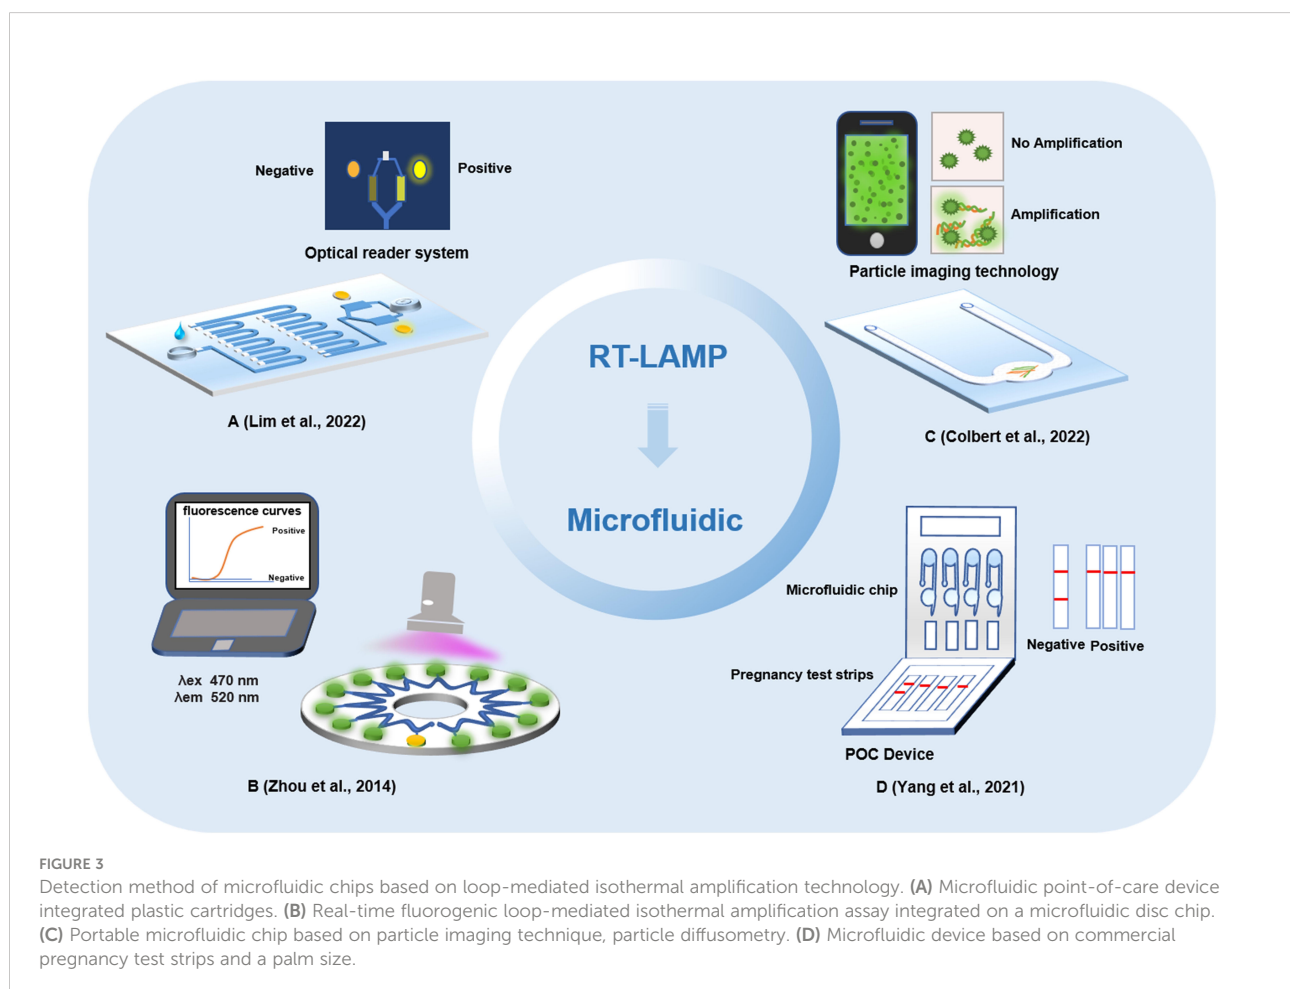 Negative
Positive
Optical reader system
A (Lim et al., 2022)
No Amplification
Amplification
Particle imaging technology
C (Colbert et al., 2022)
RT-LAMP
Microfluidic
fluorescence curves
Positive
Negative
λex 470 nm
λem 520 nm
B (Zhou et al., 2014)
Microfluidic chip
Negative Positive
Pregnancy test strips
POC Device
D (Yang et al., 2021)
FIGURE 3
Detection method of microfluidic chips based on loop-mediated isothermal amplification technology. (A) Microfluidic point-of-care device
integrated plastic cartridges. (B) Real-time fluorogenic loop-mediated isothermal amplification assay integrated on a microfluidic disc chip.
(C) Portable microfluidic chip based on particle imaging technique, particle diffusometry. (D) Microfluidic device based on commercial
pregnancy test strips and a palm size.